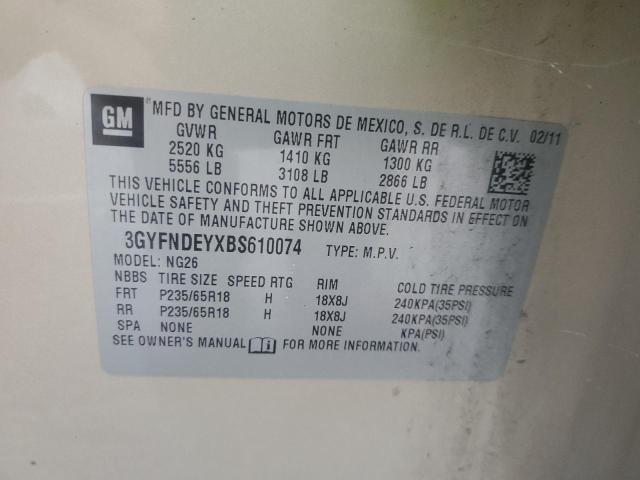 GM
MFD BY GENERAL MOTORS DE MEXICO, S. DE R.L. DE C.V. 02/11
GVWR GAWR FRT GAWR RR
2520 KG 1410 KG 1300 KG
5556 LB 3108 LB 2866 LB
THIS VEHICLE CONFORMS TO ALL APPLICABLE U.S. FEDERAL MOTOR
VEHICLE SAFETY AND THEFT PREVENTION STANDARDS IN EFFECT ON
THE DATE OF MANUFACTURE SHOWN ABOVE.
3GYFNDEYXBS610074 TYPE: M.P.V.
MODEL: NG26
NBBS TIRE SIZE SPEED RTG RIM COLD TIRE PRESSURE
FRT P235/65R18 H 18X8J 240KPA(35PSI)
RR P235/65R18 H 18X8J 240KPA(35PSI)
SPA NONE NONE KPA(PSI)
SEE OWNER'S MANUAL FOR MORE INFORMATION.